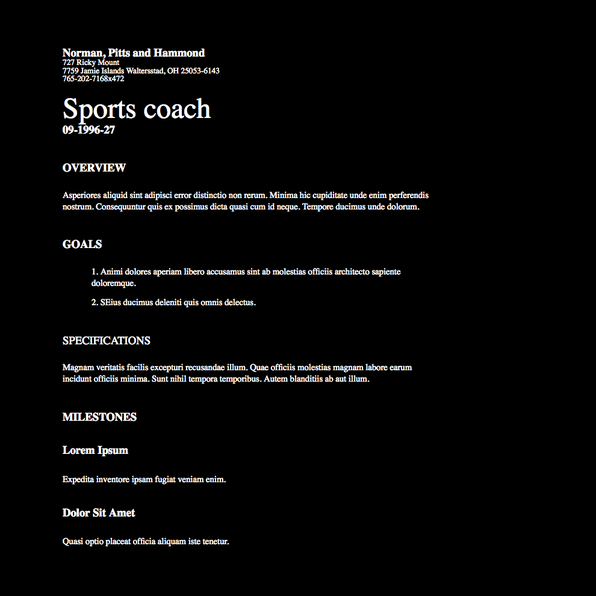 Norman, Pitts and Hammond
727 Ricky Mount
7759 Jamie Islands Waltersstad, OH 25053-6143
765-202-7168x472
Sports coach
09-1996-27
OVERVIEW
Asperiores aliquid sint adipisci error distinctio non rerum. Minima hic cupiditate unde enim perferendis
nostrum. Consequuntur quis ex possimus dicta quasi cum id neque. Tempore ducimus unde dolorum.
GOALS
1. Animi dolores aperiam libero accusamus sint ab molestias officiis architecto sapiente
doloremque.
2. SEius ducimus deleniti quis omnis delectus.
SPECIFICATIONS
Magnam veritatis facilis excepturi recusandae illum. Quae officiis molestias magnam labore earum
incidunt officiis minima. Sunt nihil tempora temporibus. Autem blanditiis ab aut illum.
MILESTONES
Lorem Ipsum
Expedita inventore ipsam fugiat veniam enim.
Dolor Sit Amet
Quasi optio placeat officia aliquam iste tenetur.